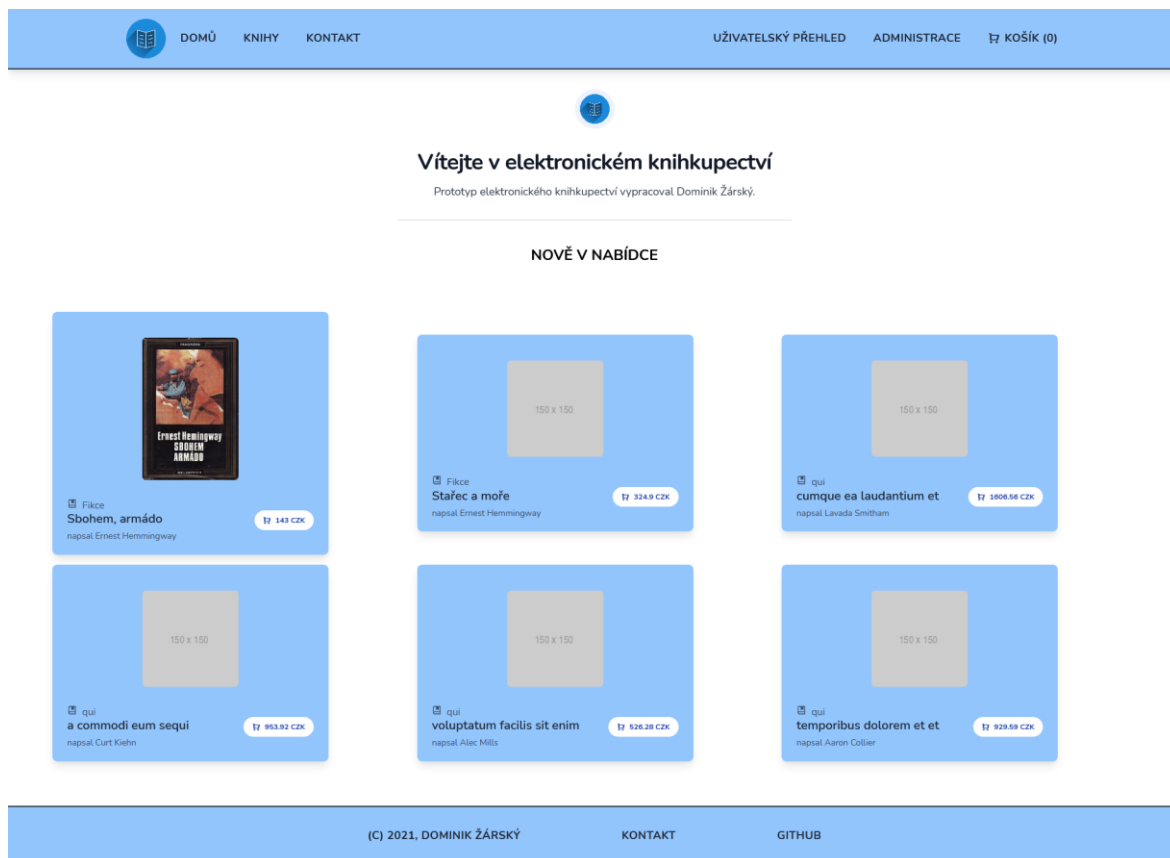 DOMŮ KNIHY KONTAKT UŽIVATELSKÝ PŘEHLED ADMINISTRACE KOŠÍK (0)
Vítejte v elektronickém knihkupectví
Prototyp elektronického knihkupectví vypracoval Dominik Žárský.
NOVĚ V NABÍDCE
Ernest Hemingway
SBOHEM
ARMÁDO
Fikce
Sbohem, armádo
143 CZK
napsal Ernest Hemmingway
150 x 150
Fikce
Stařec a moře
324.9 CZK
napsal Ernest Hemmingway
150 x 150
qui
cumque ea laudantium et
1606.56 CZK
napsal Lavada Smitham
150 x 150
qui
a commodi eum sequi
953.92 CZK
napsal Curt Kiehn
150 x 150
qui
voluptatum facilis sit enim
526.28 CZK
napsal Alec Mills
150 x 150
qui
temporibus dolorem et et
929.59 CZK
napsal Aaron Collier
(C) 2021, DOMINIK ŽÁRSKÝ KONTAKT GITHUB